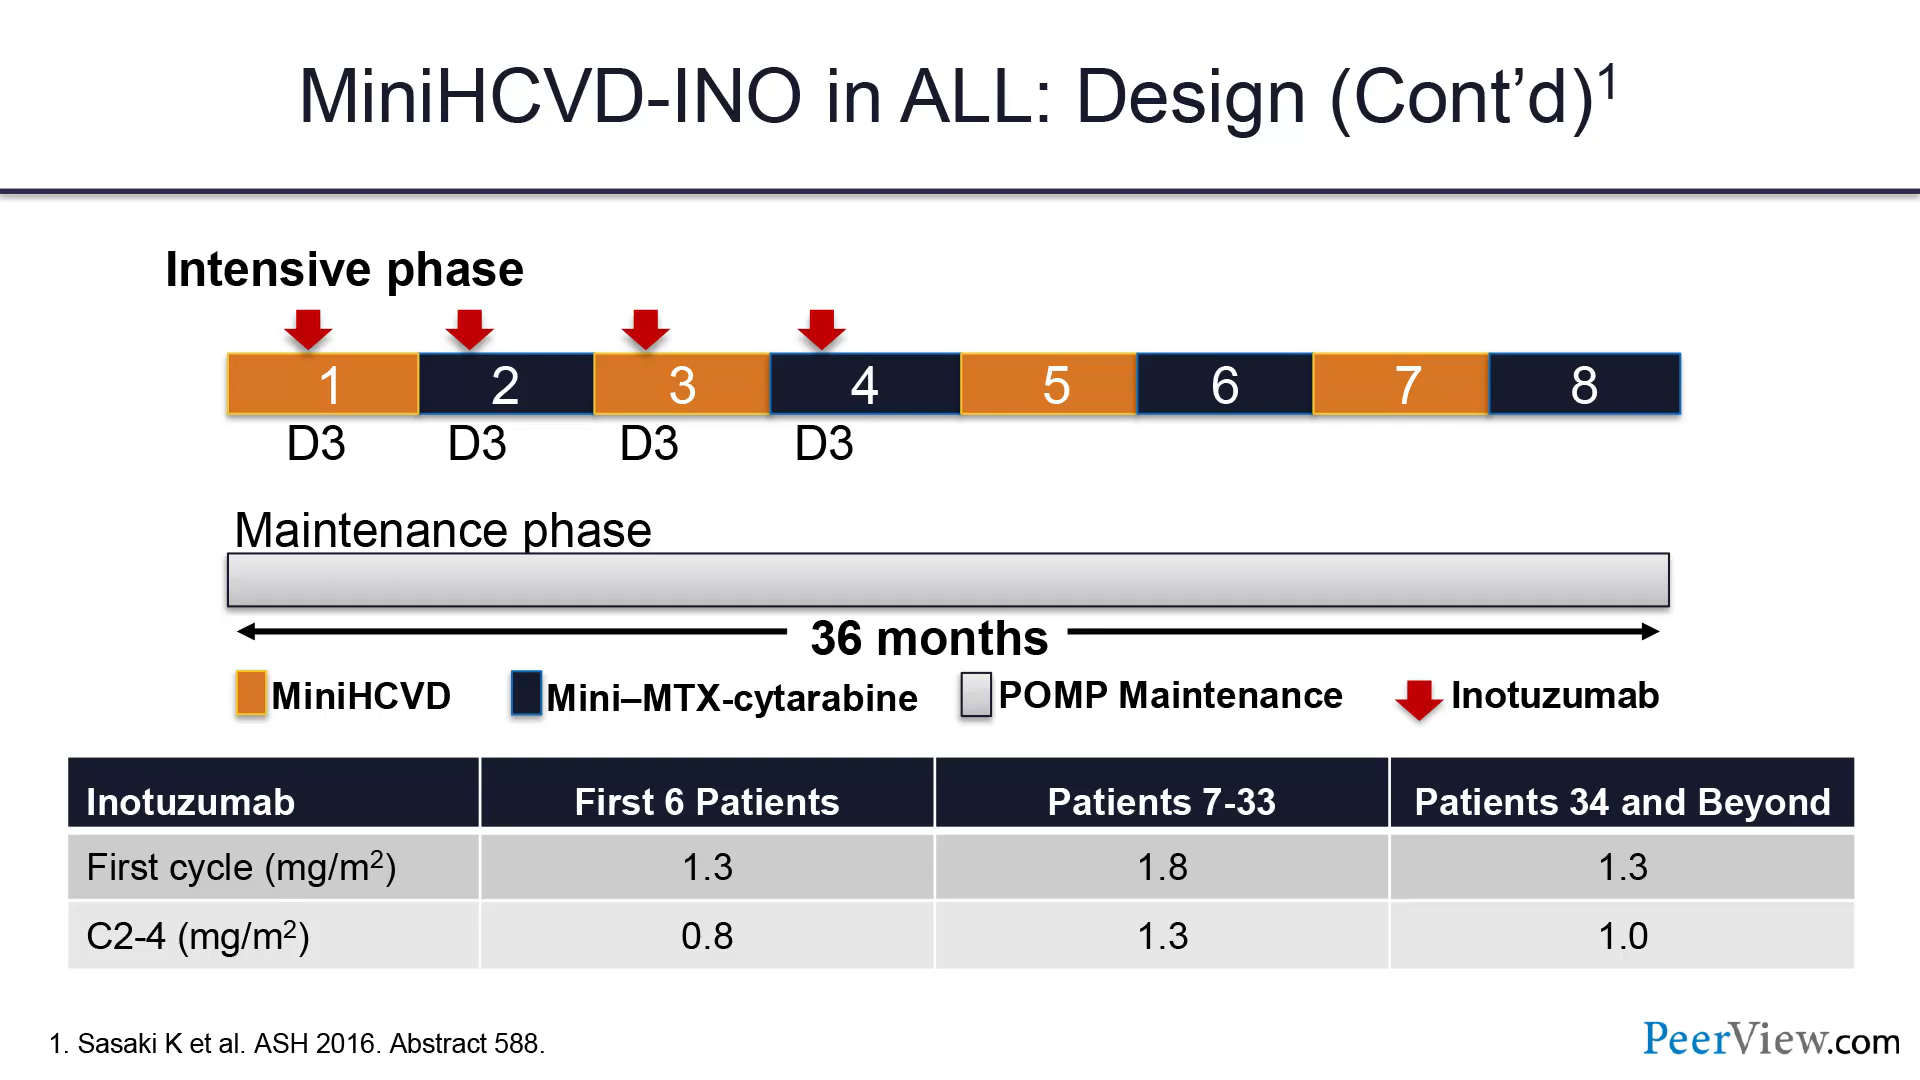 MiniHCVD-INO in ALL: Design (Cont’d)1
Intensive phase
1 2 3 4 5 6 7 8
D3 D3 D3 D3
Maintenance phase
36 months
MiniHCVD Mini–MTX-cytarabine POMP Maintenance Inotuzumab
Inotuzumab First 6 Patients Patients 7-33 Patients 34 and Beyond
First cycle (mg/m2) 1.3 1.8 1.3
C2-4 (mg/m2) 0.8 1.3 1.0
1. Sasaki K et al. ASH 2016. Abstract 588.
PeerView.com